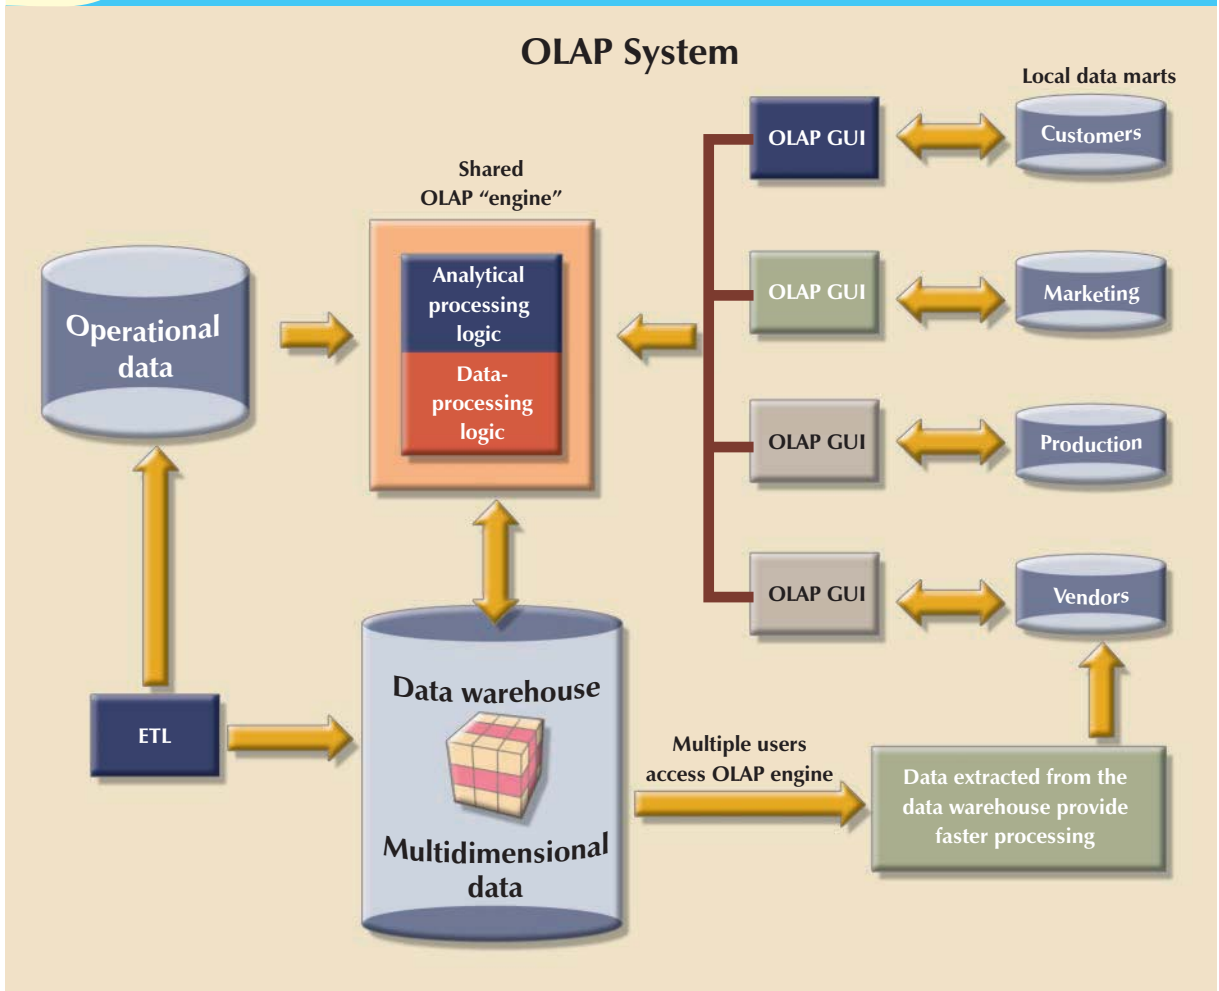 OLAP System
Local data marts
OLAP GUI
Customers
Shared
OLAP “engine”
Analytical
processing
logic
Data-
processing
logic
Operational
data
OLAP GUI
Marketing
OLAP GUI
Production
OLAP GUI
Vendors
ETL
Data warehouse
Multidimensional
data
Multiple users
access OLAP engine
Data extracted from the
data warehouse provide
faster processing